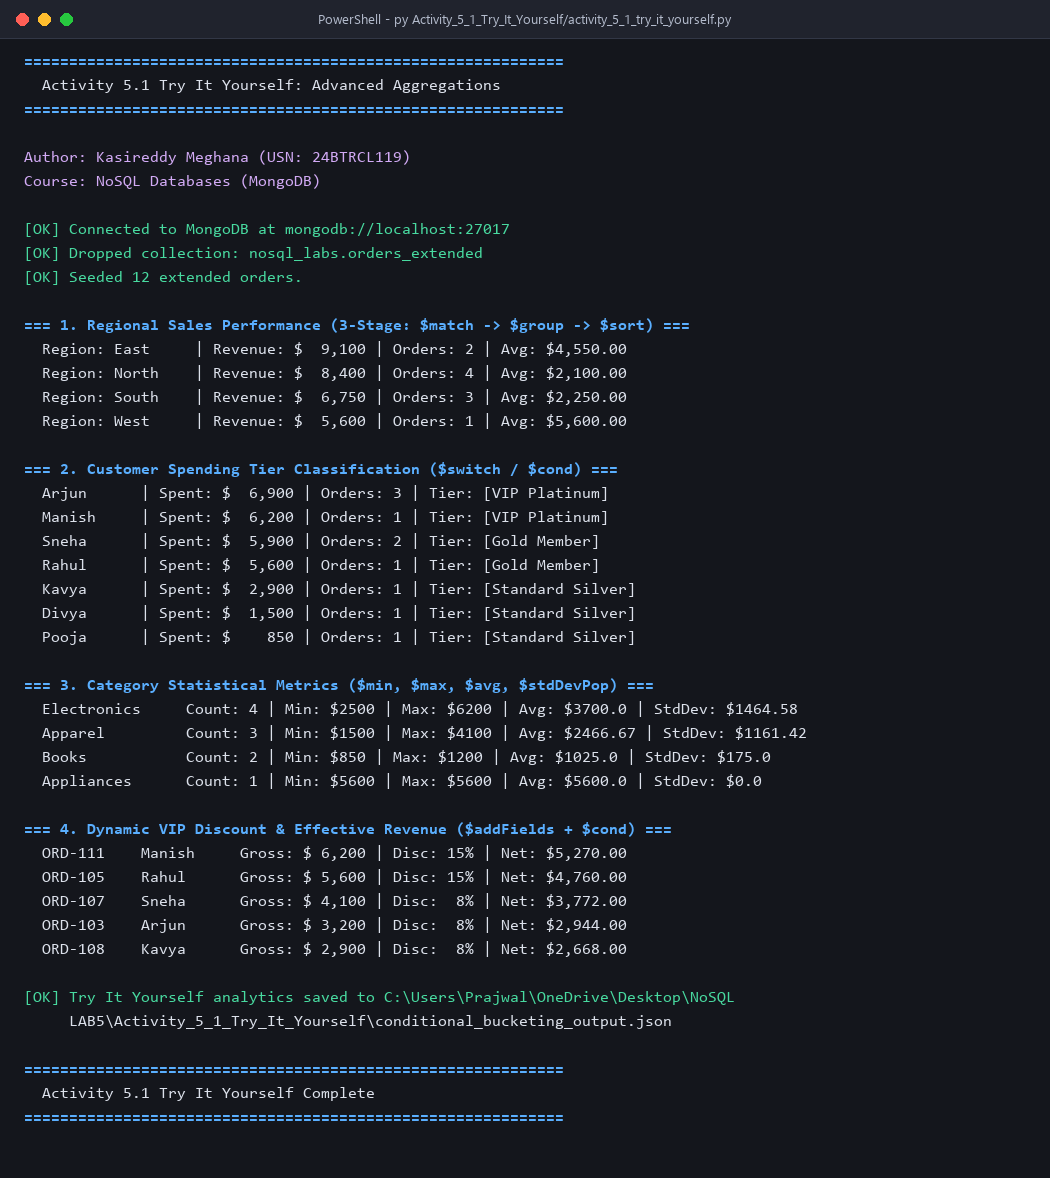 PowerShell - py Activity_5_1_Try_It_Yourself/activity_5_1_try_it_yourself.py
============================================================
  Activity 5.1 Try It Yourself: Advanced Aggregations
============================================================
Author: Kasireddy Meghana (USN: 24BTRCL119)
Course: NoSQL Databases (MongoDB)
[OK] Connected to MongoDB at mongodb://localhost:27017
[OK] Dropped collection: nosql_labs.orders_extended
[OK] Seeded 12 extended orders.
=== 1. Regional Sales Performance (3-Stage: $match -> $group -> $sort) ===
  Region: East     | Revenue: $  9,100 | Orders: 2 | Avg: $4,550.00
  Region: North    | Revenue: $  8,400 | Orders: 4 | Avg: $2,100.00
  Region: South    | Revenue: $  6,750 | Orders: 3 | Avg: $2,250.00
  Region: West     | Revenue: $  5,600 | Orders: 1 | Avg: $5,600.00
=== 2. Customer Spending Tier Classification ($switch / $cond) ===
  Arjun      | Spent: $  6,900 | Orders: 3 | Tier: [VIP Platinum]
  Manish     | Spent: $  6,200 | Orders: 1 | Tier: [VIP Platinum]
  Sneha      | Spent: $  5,900 | Orders: 2 | Tier: [Gold Member]
  Rahul      | Spent: $  5,600 | Orders: 1 | Tier: [Gold Member]
  Kavya      | Spent: $  2,900 | Orders: 1 | Tier: [Standard Silver]
  Divya      | Spent: $  1,500 | Orders: 1 | Tier: [Standard Silver]
  Pooja      | Spent: $    850 | Orders: 1 | Tier: [Standard Silver]
=== 3. Category Statistical Metrics ($min, $max, $avg, $stdDevPop) ===
  Electronics     Count: 4 | Min: $2500 | Max: $6200 | Avg: $3700.0 | StdDev: $1464.58
  Apparel         Count: 3 | Min: $1500 | Max: $4100 | Avg: $2466.67 | StdDev: $1161.42
  Books           Count: 2 | Min: $850 | Max: $1200 | Avg: $1025.0 | StdDev: $175.0
  Appliances      Count: 1 | Min: $5600 | Max: $5600 | Avg: $5600.0 | StdDev: $0.0
=== 4. Dynamic VIP Discount & Effective Revenue ($addFields + $cond) ===
  ORD-111    Manish     Gross: $ 6,200 | Disc: 15% | Net: $5,270.00
  ORD-105    Rahul      Gross: $ 5,600 | Disc: 15% | Net: $4,760.00
  ORD-107    Sneha      Gross: $ 4,100 | Disc:  8% | Net: $3,772.00
  ORD-103    Arjun      Gross: $ 3,200 | Disc:  8% | Net: $2,944.00
  ORD-108    Kavya      Gross: $ 2,900 | Disc:  8% | Net: $2,668.00
[OK] Try It Yourself analytics saved to C:\Users\Prajwal\OneDrive\Desktop\NoSQL
     LAB5\Activity_5_1_Try_It_Yourself\conditional_bucketing_output.json
============================================================
  Activity 5.1 Try It Yourself Complete
============================================================